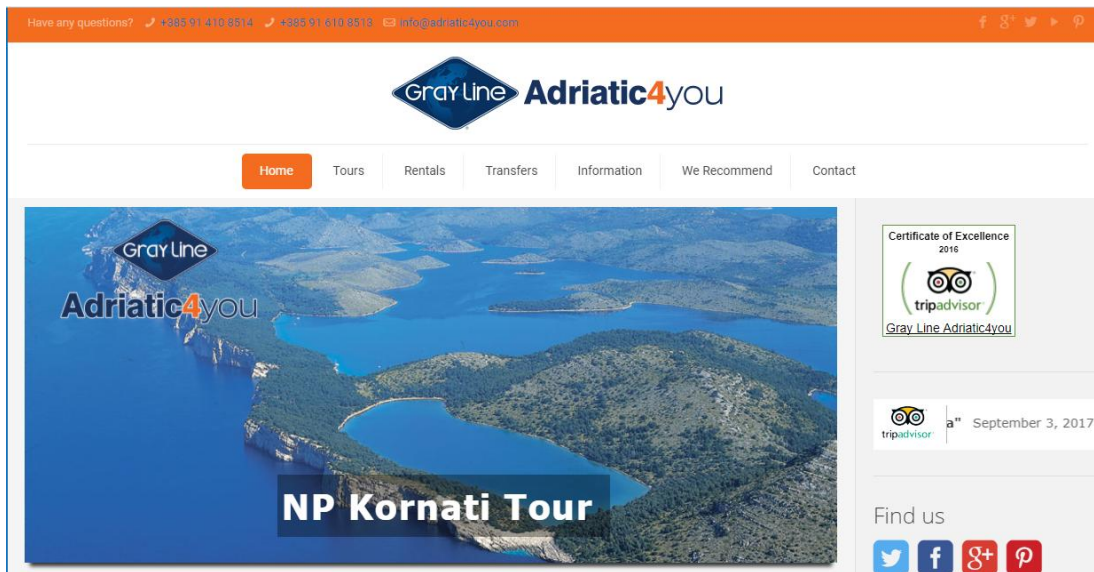 Have any questions? +385 91 410 8514 +385 91 610 8513 info@adriatic4you.com
GRAY LINE Adriatic4you
Home Tours Rentals Transfers Information We Recommend Contact
GRAY LINE
Adriatic4you
NP Kornati Tour
Certificate of Excellence
2016
tripadvisor
Gray Line Adriatic4you
tripadvisor a" September 3, 2017
Find us